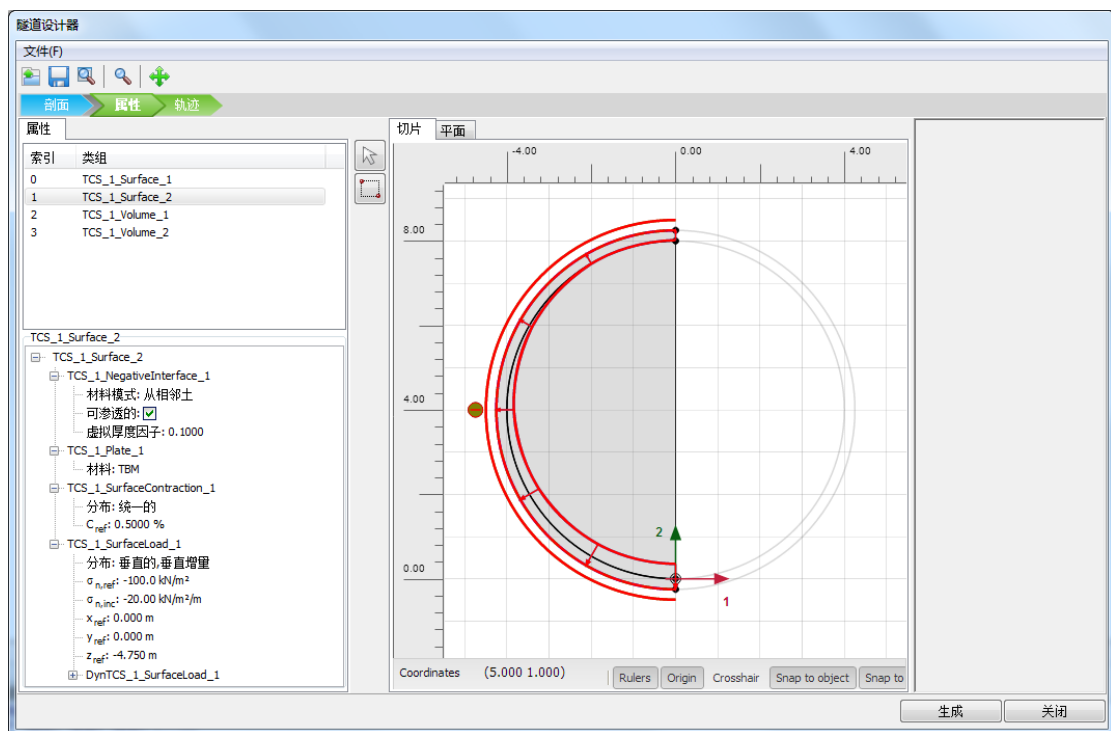 隧道设计器
文件(F)
剖面 属性 轨迹
属性
索引 类组
0 TCS_1_Surface_1
1 TCS_1_Surface_2
2 TCS_1_Volume_1
3 TCS_1_Volume_2
TCS_1_Surface_2
TCS_1_Surface_2
TCS_1_NegativeInterface_1
材料模式: 从相邻土
可渗透的:
虚拟厚度因子: 0.1000
TCS_1_Plate_1
材料: TBM
TCS_1_SurfaceContraction_1
分布: 统一的
C ref: 0.5000 %
TCS_1_SurfaceLoad_1
分布: 垂直的,垂直增量
σ n,ref: -100.0 kN/m²
σ n,inc: -20.00 kN/m²/m
x ref: 0.000 m
y ref: 0.000 m
z ref: -4.750 m
DynTCS_1_SurfaceLoad_1
切片 平面
-4.00 0.00 4.00
8.00
4.00
0.00
2
1
Coordinates (5.000 1.000) Rulers Origin Crosshair Snap to object Snap to
生成 关闭